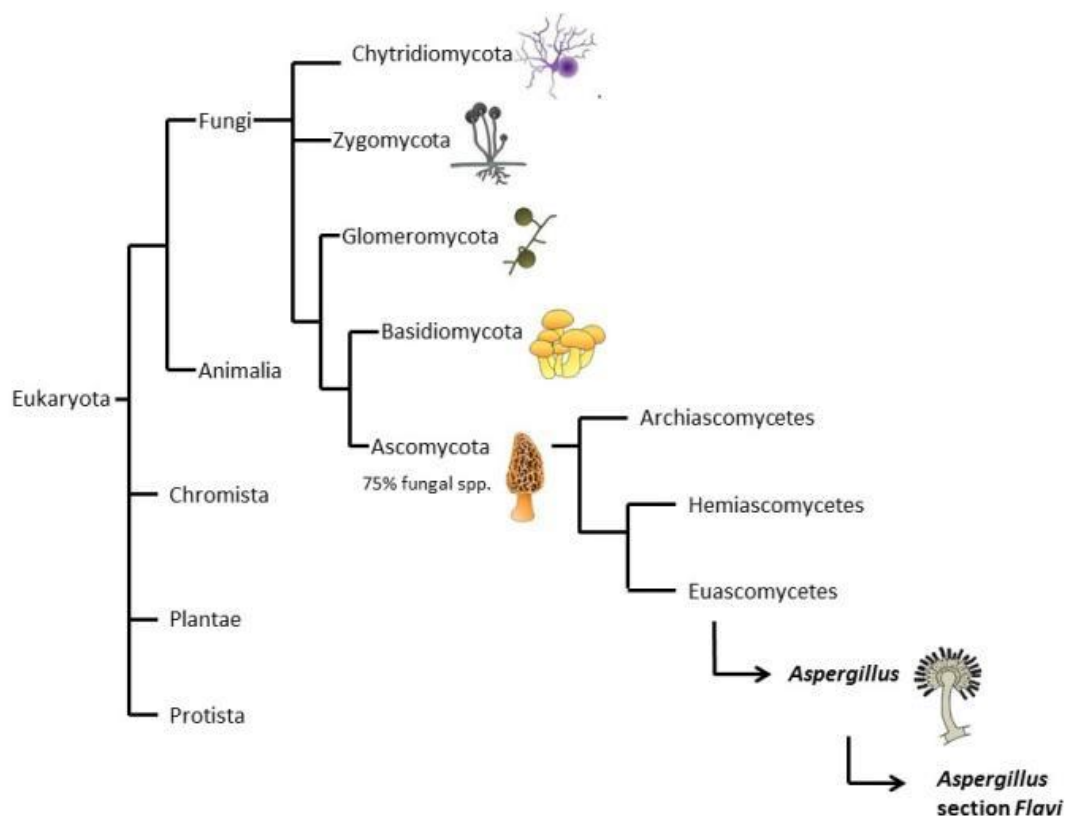 Chytridiomycota
Fungi
Zygomycota
Glomeromycota
Basidiomycota
Animalia
Eukaryota
Archiascomycetes
Ascomycota
75% fungal spp.
Chromista
Hemiascomycetes
Euascomycetes
Plantae
Aspergillus
Protista
Aspergillus
section Flavi